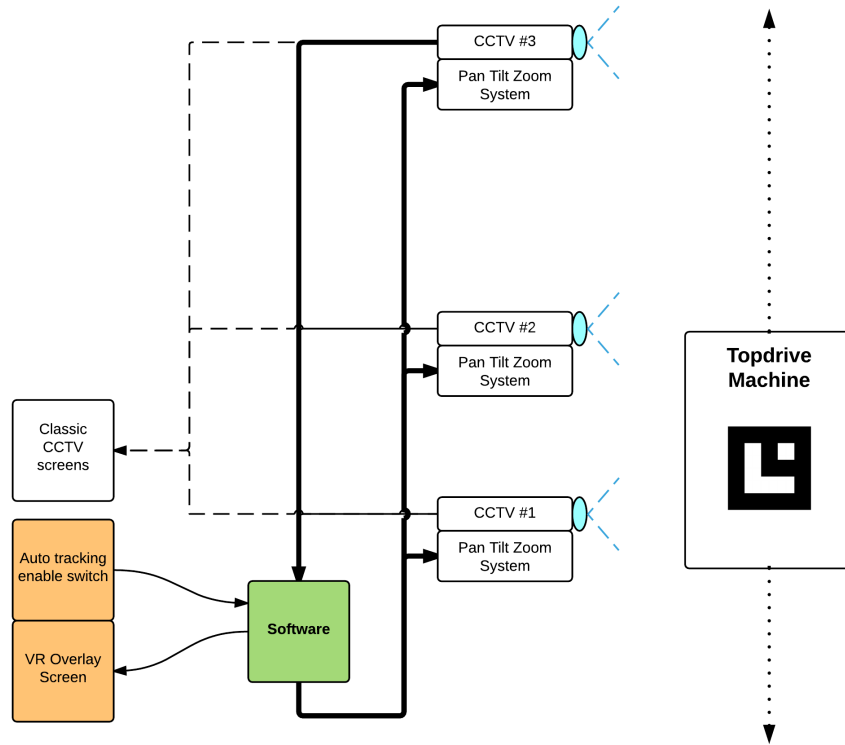 CCTV #3
Pan Tilt Zoom
System
CCTV #2
Pan Tilt Zoom
System
Topdrive
Machine
Classic
CCTV
screens
CCTV #1
Pan Tilt Zoom
System
Auto tracking
enable switch
Software
VR Overlay
Screen